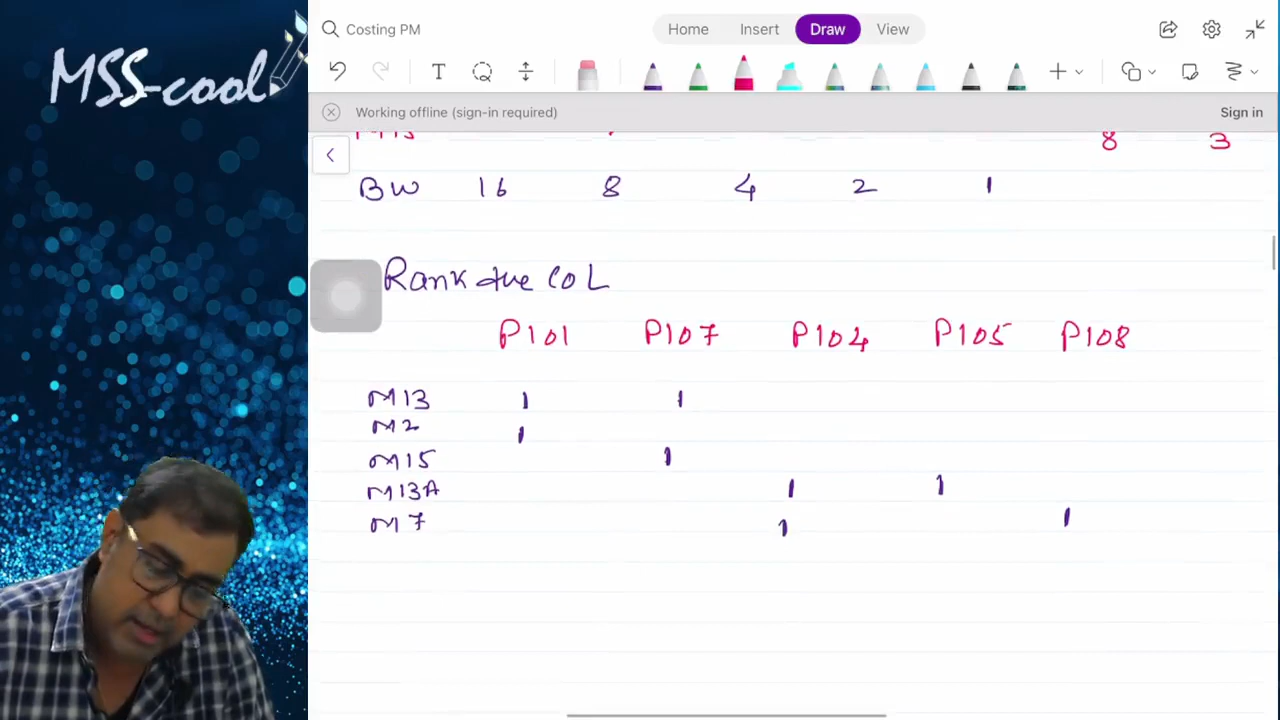 MSS-cool
Costing PM
Home Insert Draw View
Working offline (sign-in required)
Sign in
8 3
BW 16 8 4 2 1
Rank the Col
P101 P107 P104 P105 P108
M13 1 1
M2 1
M15 1
M13A 1 1
M7 1 1